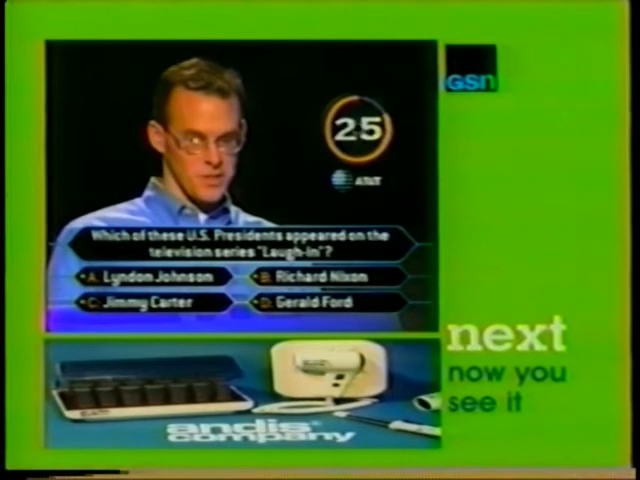 GSN
25
AT&T
Which of these U.S. Presidents appeared on the
television series "Laugh-In"?
A: Lyndon Johnson
B: Richard Nixon
C: Jimmy Carter
D: Gerald Ford
next
now you
see it
andis®
company